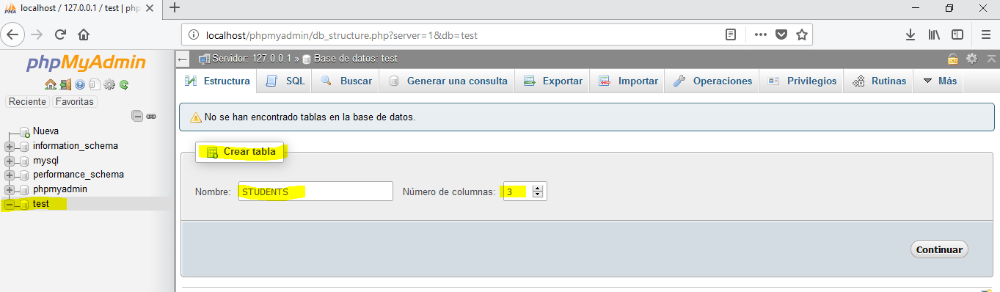 localhost / 127.0.0.1 / test | php
localhost/phpmyadmin/db_structure.php?server=1&db=test
phpMyAdmin
Servidor: 127.0.0.1 » Base de datos: test
Estructura SQL Buscar Generar una consulta Exportar Importar Operaciones Privilegios Rutinas Más
Reciente Favoritas
No se han encontrado tablas en la base de datos.
Nueva
information_schema
mysql
performance_schema
phpmyadmin
test
Crear tabla
Nombre: STUDENTS Número de columnas: 3
Continuar